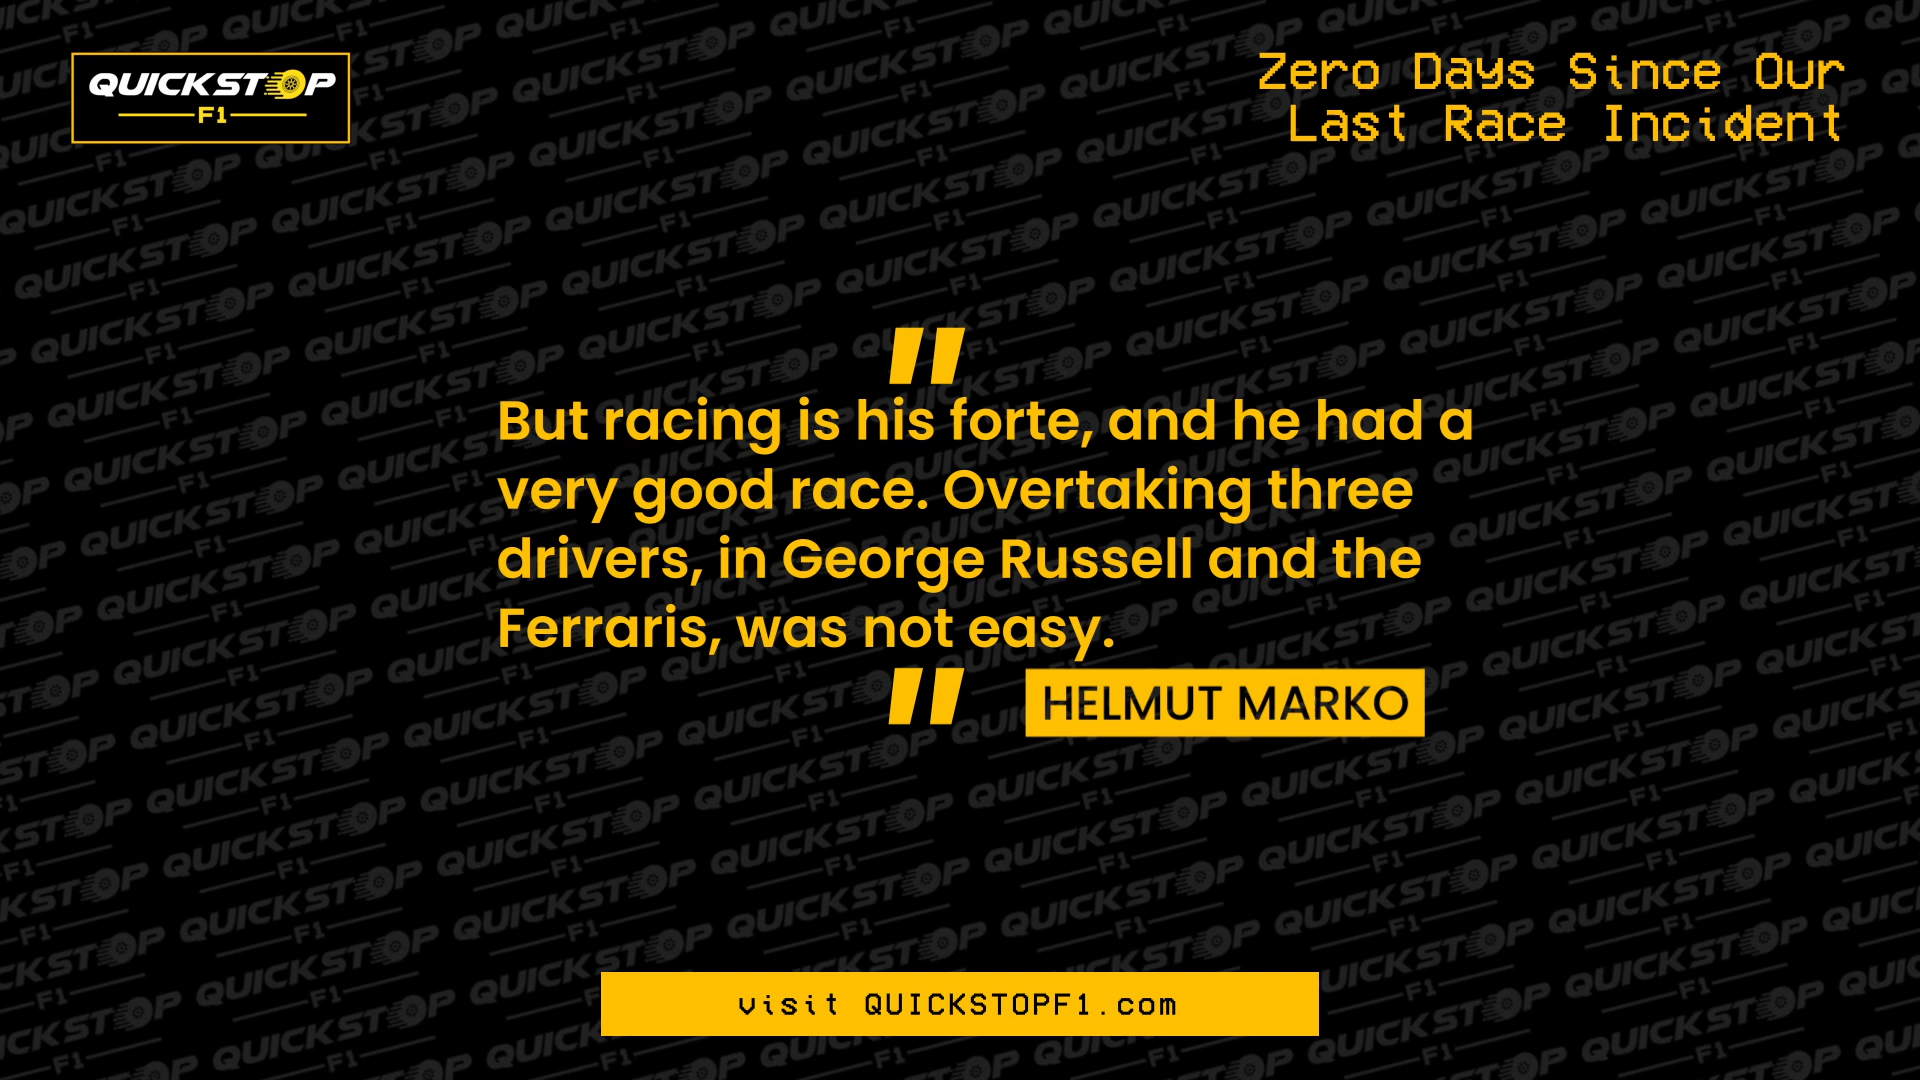 QUICKSTOP
F1
Zero Days Since Our
Last Race Incident
"
But racing is his forte, and he had a
very good race. Overtaking three
drivers, in George Russell and the
Ferraris, was not easy.
"
HELMUT MARKO
visit QUICKSTOPF1.com